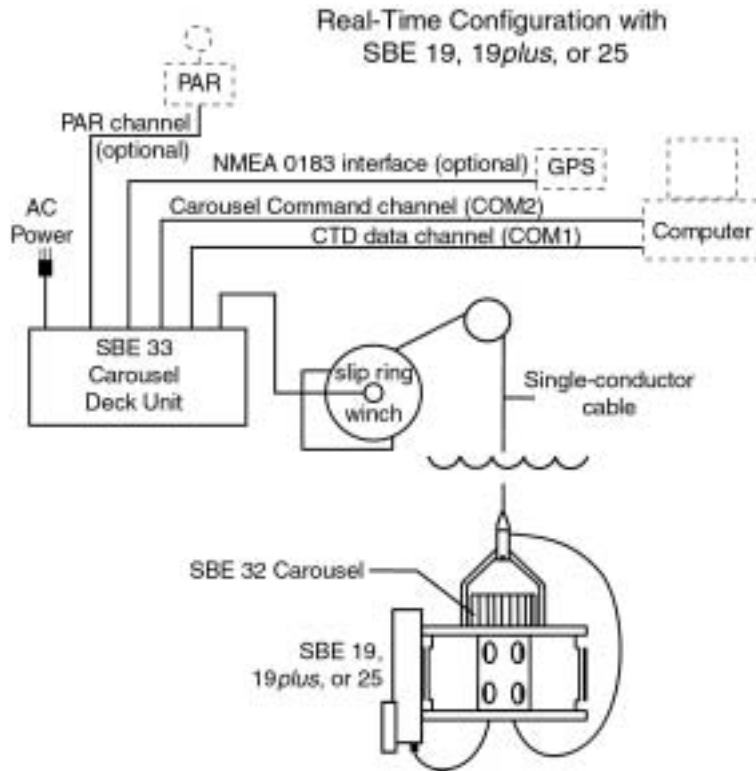 Real-Time Configuration with
SBE 19, 19plus, or 25
PAR
PAR channel
(optional)
NMEA 0183 interface (optional)
GPS
AC
Power
Carousel Command channel (COM2)
CTD data channel (COM1)
Computer
SBE 33
Carousel
Deck Unit
slip ring
winch
Single-conductor
cable
SBE 32 Carousel
SBE 19,
19plus, or 25